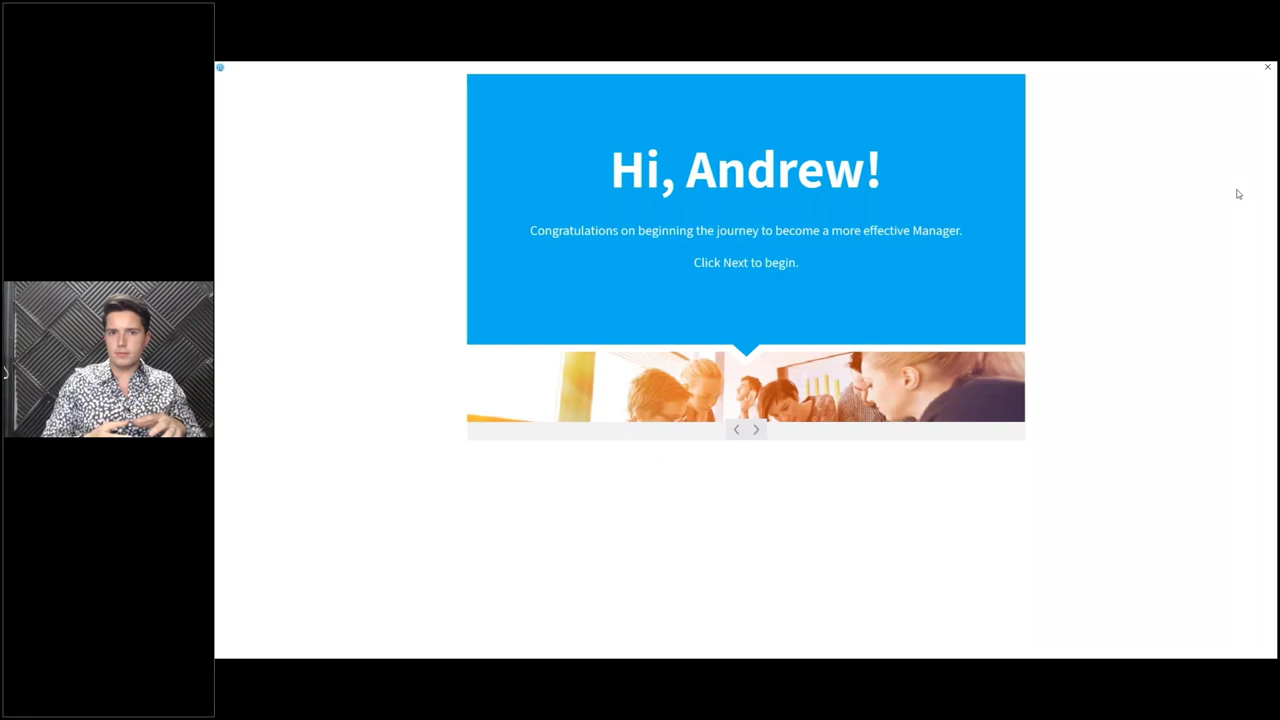 Hi, Andrew!
Congratulations on beginning the journey to become a more effective Manager.
Click Next to begin.